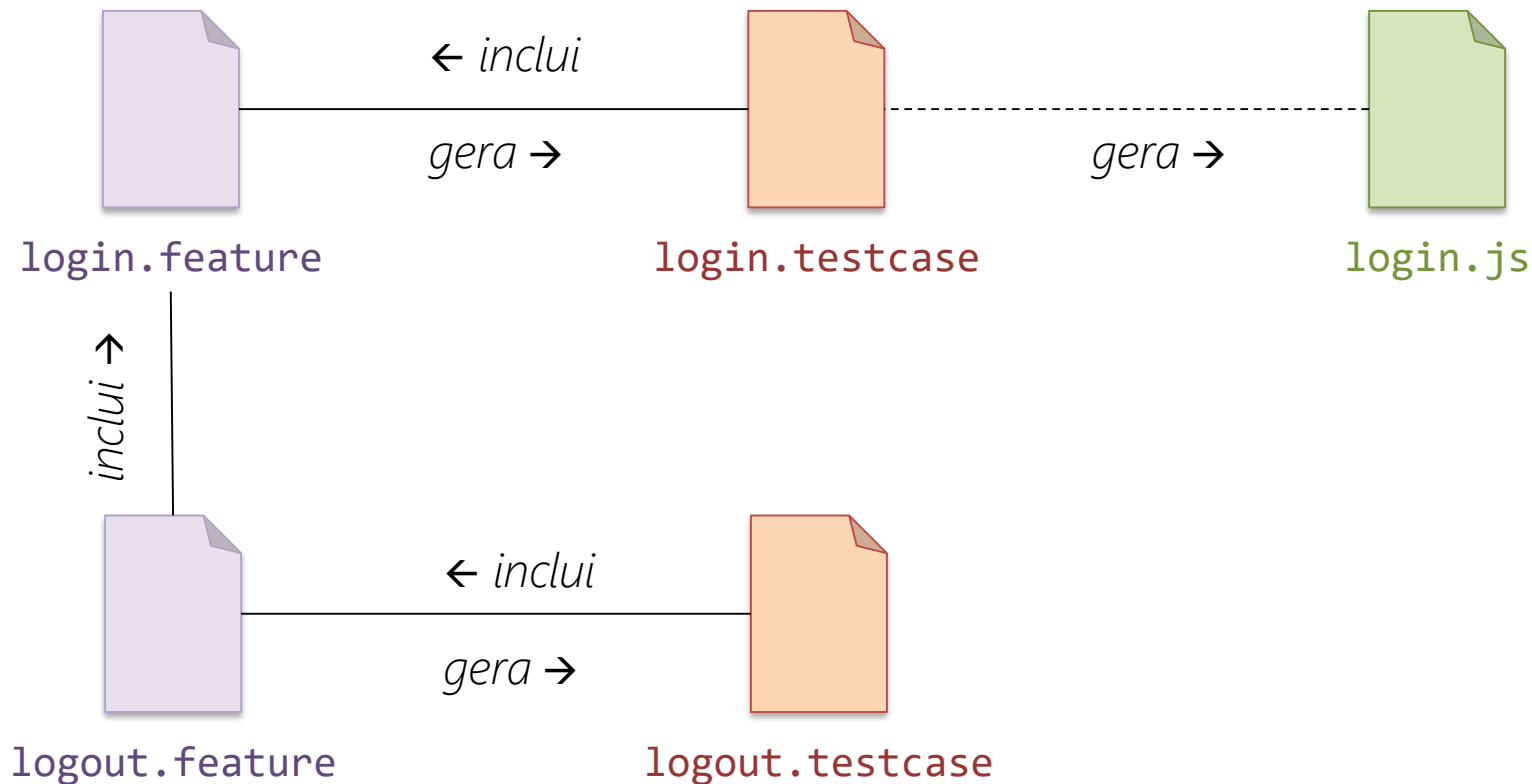 ← inclui
gera →
gera →
login.feature
login.testcase
login.js
inclui →
← inclui
gera →
logout.feature
logout.testcase